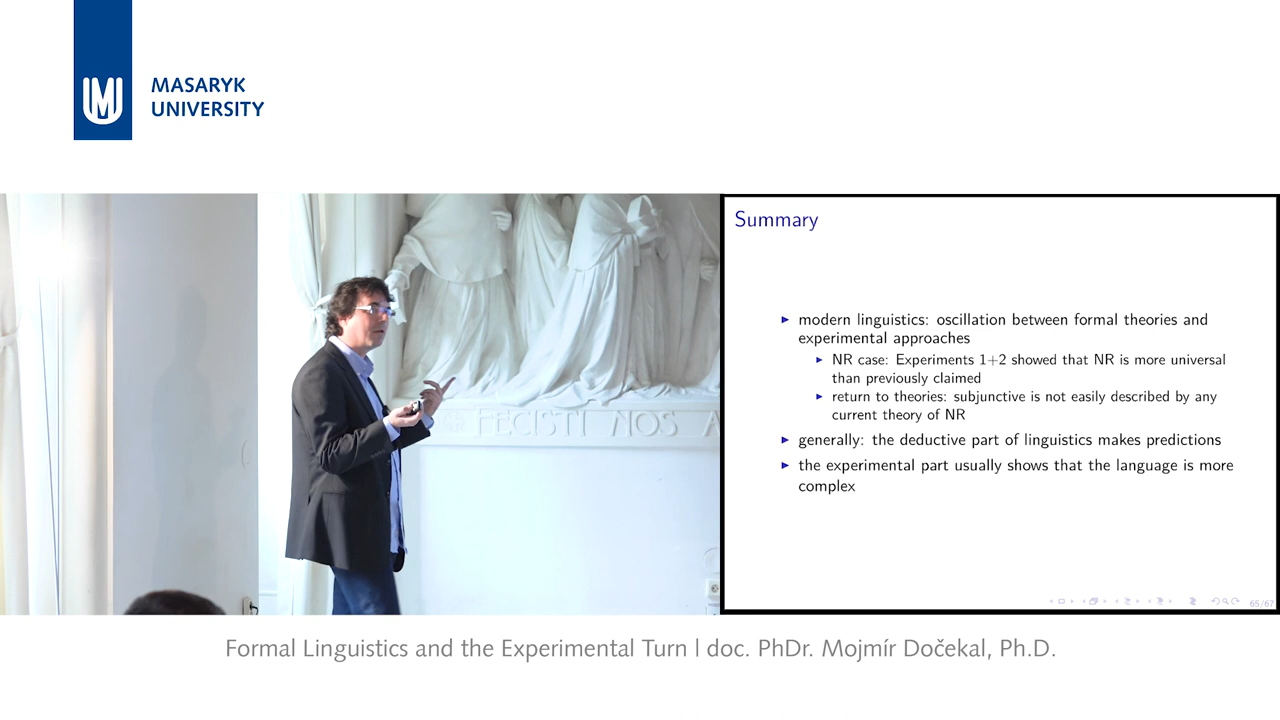 MASARYK
UNIVERSITY
FECISTI NOS A
Summary
▶ modern linguistics: oscillation between formal theories and
experimental approaches
▶ NR case: Experiments 1+2 showed that NR is more universal
than previously claimed
▶ return to theories: subjunctive is not easily described by any
current theory of NR
▶ generally: the deductive part of linguistics makes predictions
▶ the experimental part usually shows that the language is more
complex
65/67
Formal Linguistics and the Experimental Turn | doc. PhDr. Mojmír Dočekal, Ph.D.